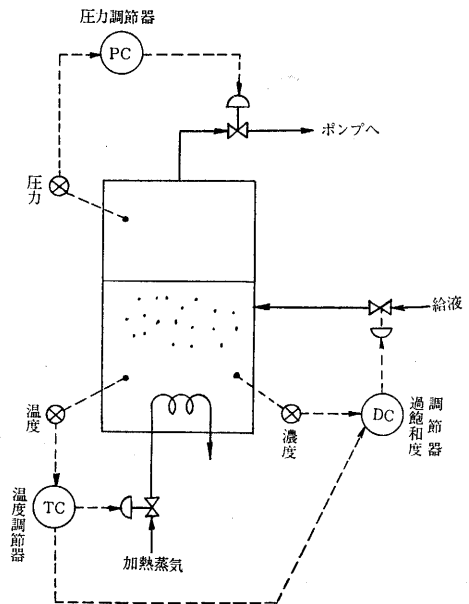 圧力調節器
PC
ポンプへ
圧力
給液
温度
濃度
DC
過飽和度
調節器
TC
温度調節器
加熱蒸気